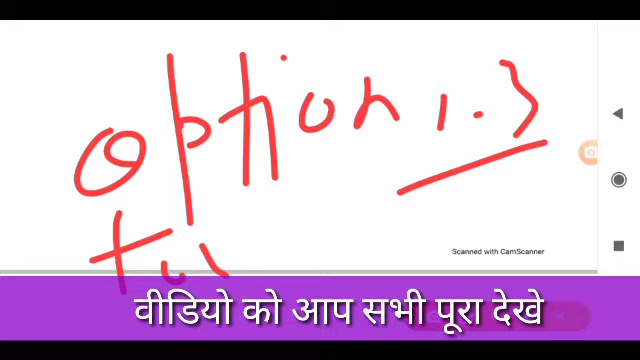 option 1.3
Scanned with CamScanner
वीडियो को आप सभी पूरा देखे